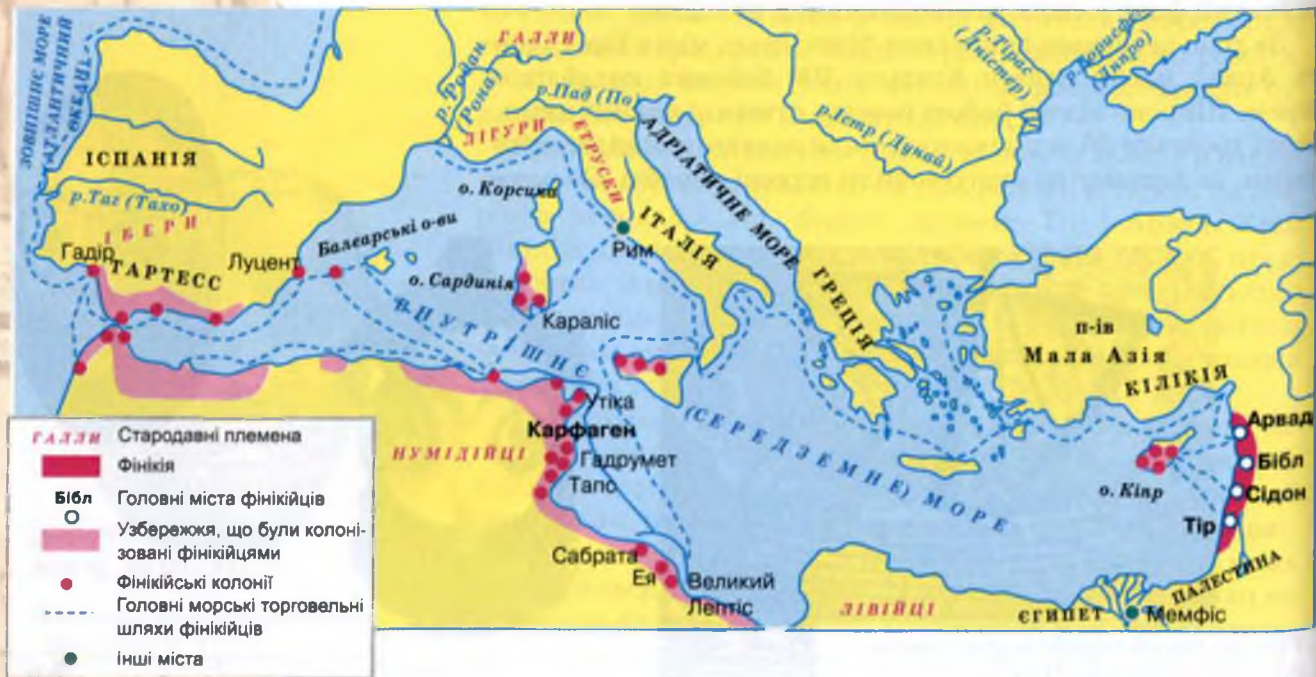 ЗОВНІШНЄ МОРЕ
(АТЛАНТИЧНИЙ
ОКЕАН)
ІСПАНІЯ
р.Таг (Тахо)
ІБЕРИ
Гадір
ТАРТЕСС
Луцент
Балеарські о-ви
ГАЛЛИ
р. Родан
(Рона)
ЛІГУРИ
р.Пад (По)
ЕТРУСКИ
о. Корсика
о. Сардинія
Караліс
Рим
ІТАЛІЯ
АДРІАТИЧНЕ МОРЕ
ГРЕЦІЯ
р.Істр (Дунай)
р.Тірас
(Дністер)
р.Борисфен
(Дніпро)
п-ів
Мала Азія
КІЛІКІЯ
Арвад
Бібл
Сідон
Тір
о. Кіпр
ПАЛЕСТИНА
ЄГИПЕТ
Мемфіс
ЛІВІЙЦІ
ВНУТРІШНЄ
(СЕРЕДЗЕМНЕ) МОРЕ
Утіка
Карфаген
Гадрумет
Тапс
НУМІДІЙЦІ
Сабрата
Ея
Великий
Лептіс
ГАЛЛИ Стародавні племена
Фінікія
Бібл Головні міста фінікійців
Узбережжя, що були колоні-
зовані фінікійцями
Фінікійські колонії
Головні морські торговельні
шляхи фінікійців
Інші міста